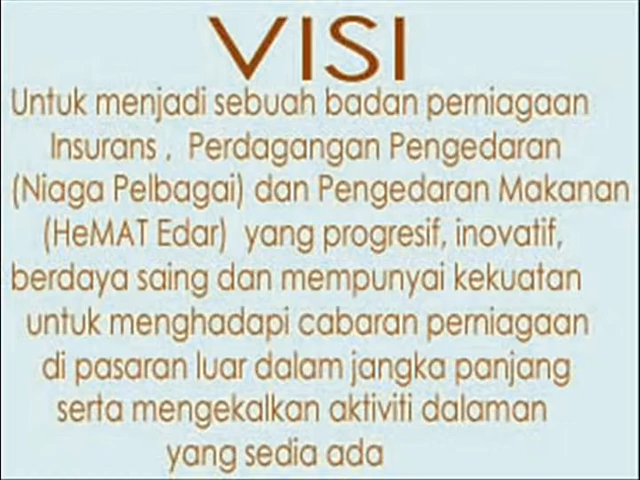 VISI
Untuk menjadi sebuah badan perniagaan
Insurans , Perdagangan Pengedaran
(Niaga Pelbagai) dan Pengedaran Makanan
(HeMAT Edar) yang progresif, inovatif,
berdaya saing dan mempunyai kekuatan
untuk menghadapi cabaran perniagaan
di pasaran luar dalam jangka panjang
serta mengekalkan aktiviti dalaman
yang sedia ada